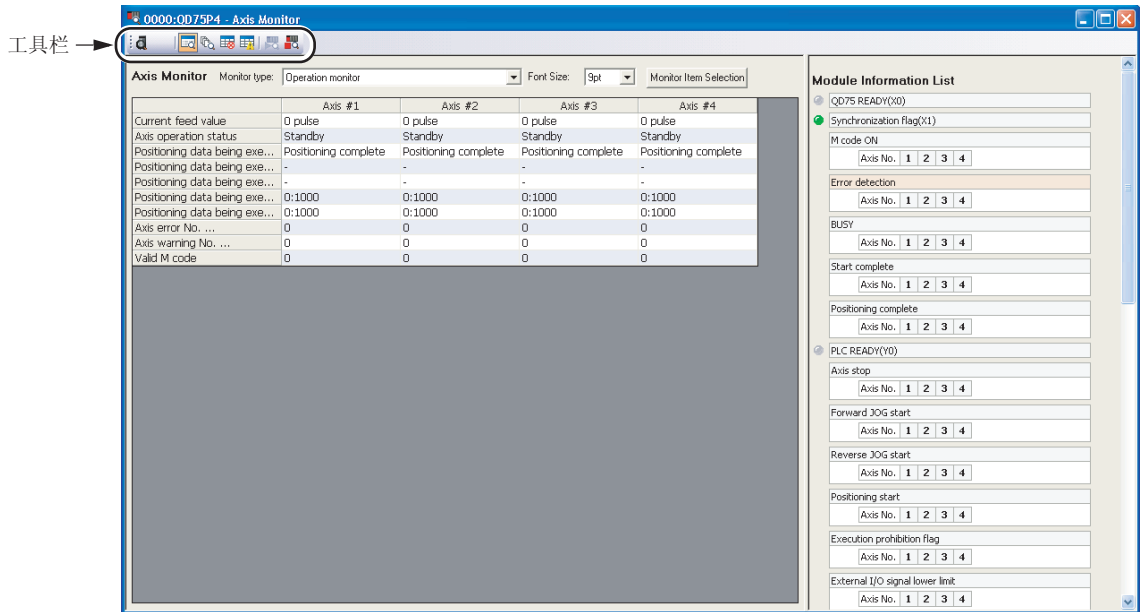 0000:QD75P4 - Axis Monitor
工具栏
Axis Monitor Monitor type: Operation monitor Font Size: 9pt Monitor Item Selection
Axis #1 Axis #2 Axis #3 Axis #4
Current feed value 0 pulse 0 pulse 0 pulse 0 pulse
Axis operation status Standby Standby Standby Standby
Positioning data being exe... Positioning complete Positioning complete Positioning complete Positioning complete
Positioning data being exe... - - - -
Positioning data being exe... - - - -
Positioning data being exe... 0:1000 0:1000 0:1000 0:1000
Positioning data being exe... 0:1000 0:1000 0:1000 0:1000
Axis error No. ... 0 0 0 0
Axis warning No. ... 0 0 0 0
Valid M code 0 0 0 0
Module Information List
QD75 READY(X0)
Synchronization flag(X1)
M code ON
Axis No. 1 2 3 4
Error detection
Axis No. 1 2 3 4
BUSY
Axis No. 1 2 3 4
Start complete
Axis No. 1 2 3 4
Positioning complete
Axis No. 1 2 3 4
PLC READY(Y0)
Axis stop
Axis No. 1 2 3 4
Forward JOG start
Axis No. 1 2 3 4
Reverse JOG start
Axis No. 1 2 3 4
Positioning start
Axis No. 1 2 3 4
Execution prohibition flag
Axis No. 1 2 3 4
External I/O signal lower limit
Axis No. 1 2 3 4